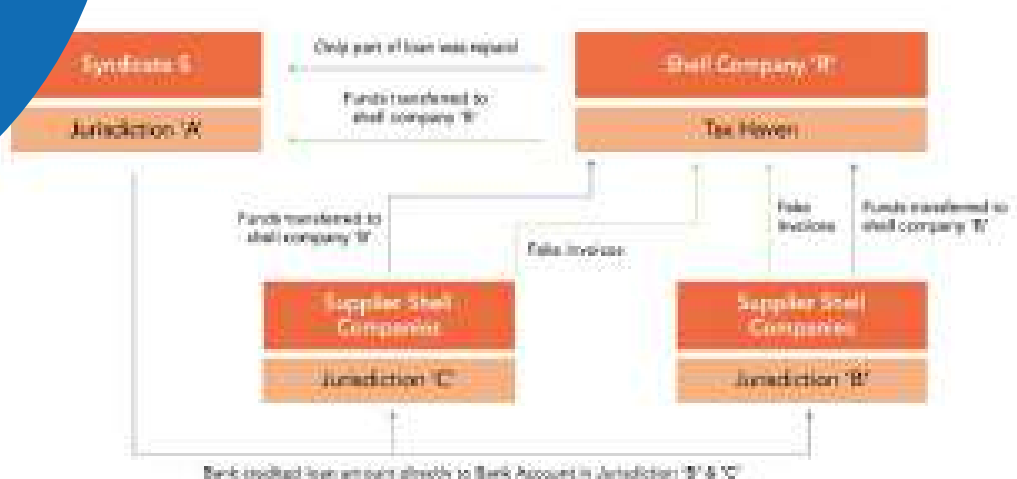 Syndicate S
Jurisdiction 'A'
Only part of loan was repaid
Funds transferred to
shell company 'R'
Shell Company 'R'
Tax Haven
Funds transferred to
shell company 'R'
Fake Invoices
Fake
Invoices
Funds transferred to
shell company 'R'
Supplier Shell
Companies
Jurisdiction 'C'
Supplier Shell
Companies
Jurisdiction 'B'
Bank credited loan amount directly to Bank Account in Jurisdiction 'B' & 'C'